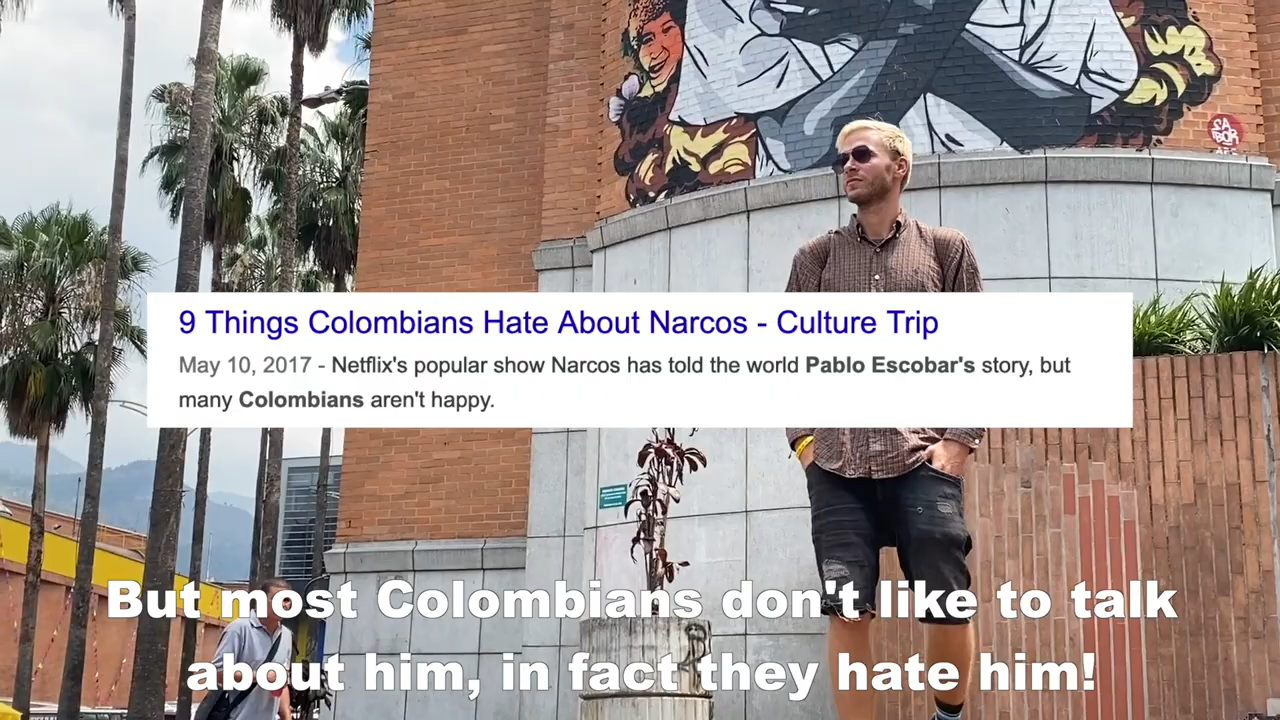 9 Things Colombians Hate About Narcos - Culture Trip
May 10, 2017 - Netflix's popular show Narcos has told the world Pablo Escobar's story, but
many Colombians aren't happy.
But most Colombians don't like to talk
about him, in fact they hate him!